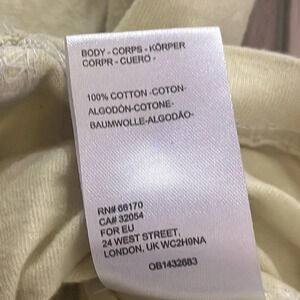 BODY - CORPS - KÖRPER
CORPR - CUERO -
100% COTTON -COTON-
ALGODÓN-COTONE-
BAUMWOLLE-ALGODÃO-
RN# 66170
CA# 32054
FOR EU
24 WEST STREET,
LONDON, UK WC2H9NA
OB1432683